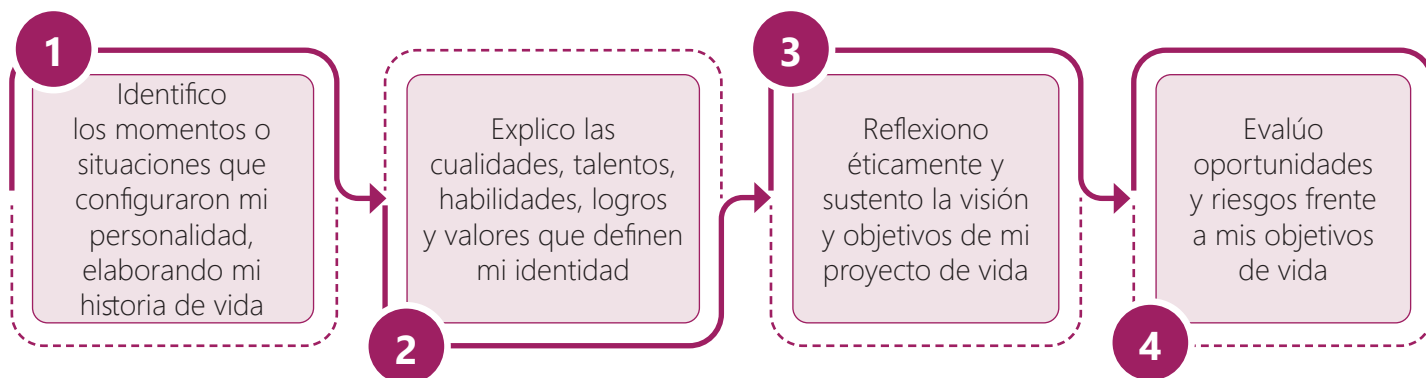 1
Identifico
los momentos o
situaciones que
configuraron mi
personalidad,
elaborando mi
historia de vida
2
Explico las
cualidades, talentos,
habilidades, logros
y valores que definen
mi identidad
3
Reflexiono
éticamente y
sustento la visión
y objetivos de mi
proyecto de vida
4
Evalúo
oportunidades
y riesgos frente
a mis objetivos
de vida